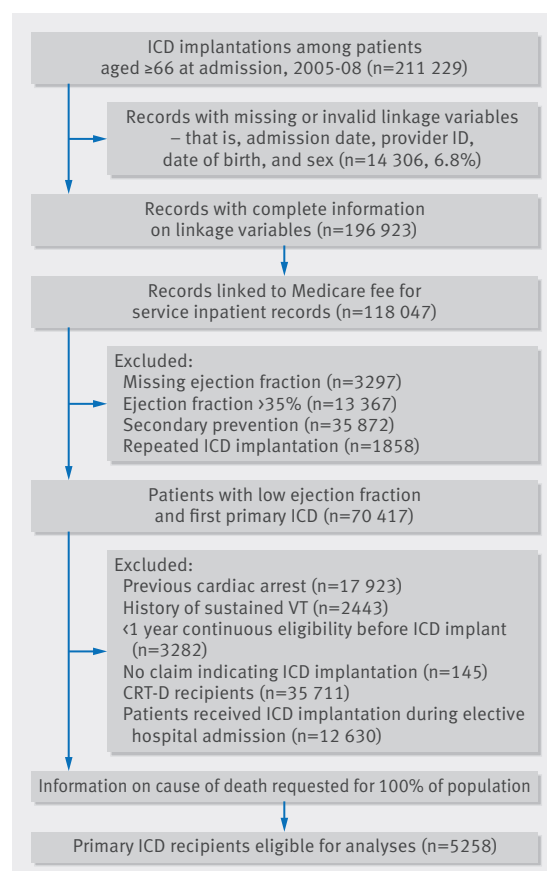 ICD implantations among patients
aged ≥66 at admission, 2005-08 (n=211 229)
Records with missing or invalid linkage variables
– that is, admission date, provider ID,
date of birth, and sex (n=14 306, 6.8%)
Records with complete information
on linkage variables (n=196 923)
Records linked to Medicare fee for
service inpatient records (n=118 047)
Excluded:
Missing ejection fraction (n=3297)
Ejection fraction >35% (n=13 367)
Secondary prevention (n=35 872)
Repeated ICD implantation (n=1858)
Patients with low ejection fraction
and first primary ICD (n=70 417)
Excluded:
Previous cardiac arrest (n=17 923)
History of sustained VT (n=2443)
<1 year continuous eligibility before ICD implant
(n=3282)
No claim indicating ICD implantation (n=145)
CRT-D recipients (n=35 711)
Patients received ICD implantation during elective
hospital admission (n=12 630)
Information on cause of death requested for 100% of population
Primary ICD recipients eligible for analyses (n=5258)